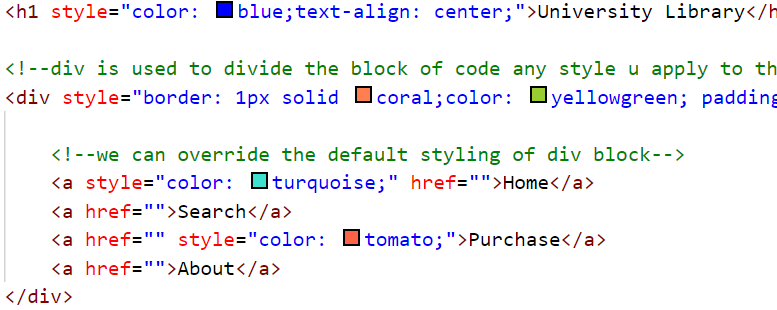 <h1 style="color: blue;text-align: center;">University Library</h
<!--div is used to divide the block of code any style u apply to th
<div style="border: 1px solid coral;color: yellowgreen; padding
<!--we can override the default styling of div block-->
<a style="color: turquoise;" href="">Home</a>
<a href="">Search</a>
<a href="" style="color: tomato;">Purchase</a>
<a href="">About</a>
</div>